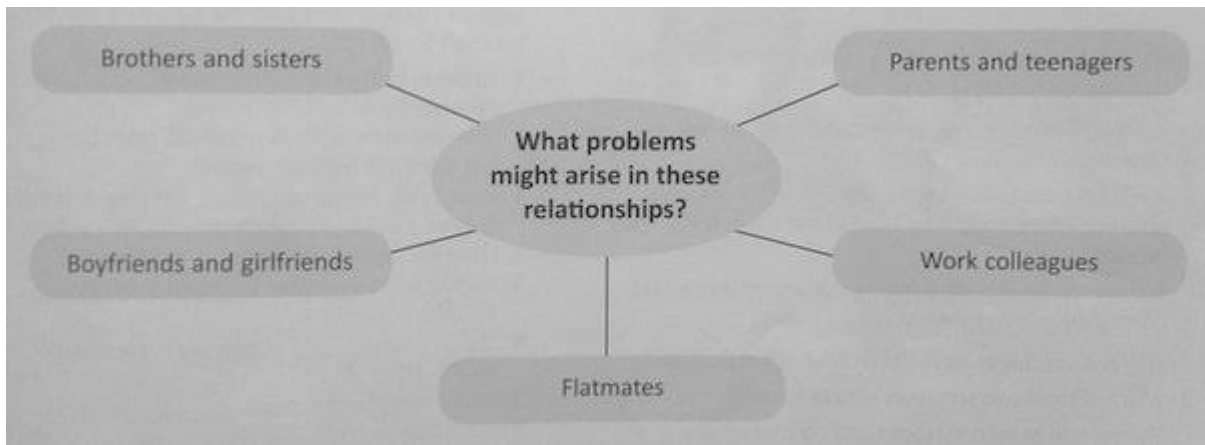 Brothers and sisters
Parents and teenagers
What problems
might arise in these
relationships?
Boyfriends and girlfriends
Work colleagues
Flatmates